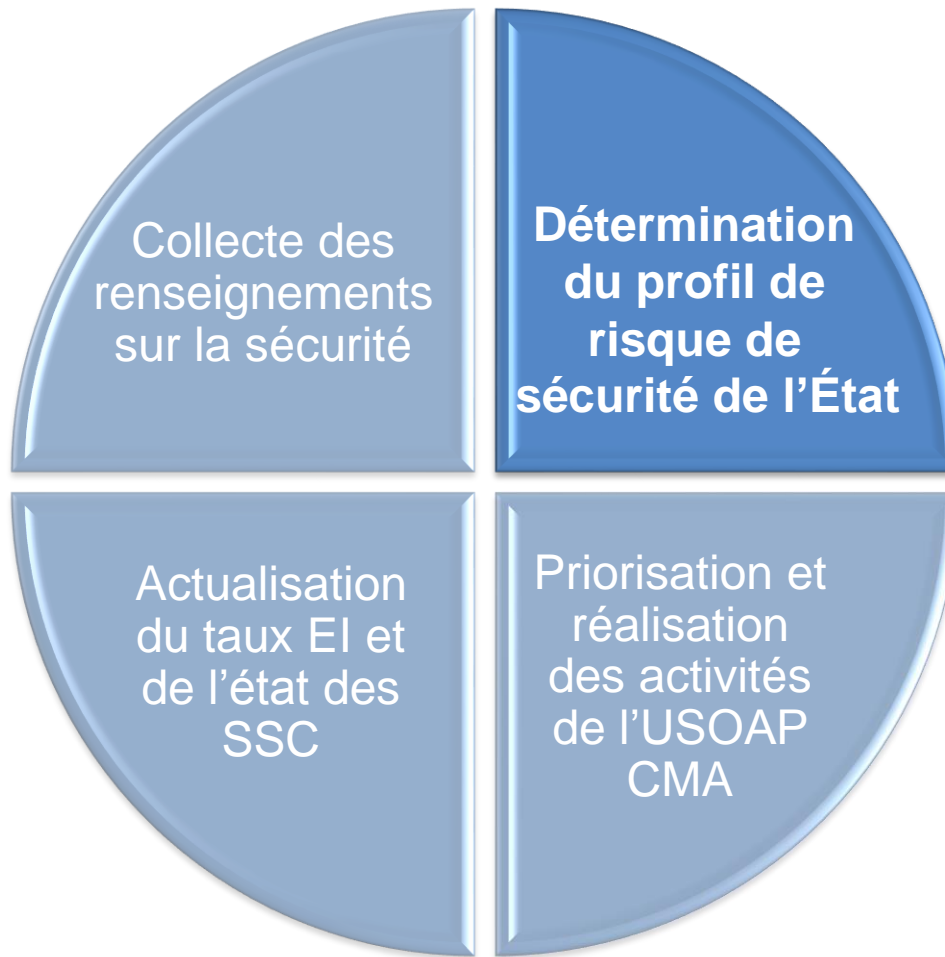 Collecte des
renseignements
sur la sécurité
Détermination
du profil de
risque de
sécurité de l’État
Actualisation
du taux EI et
de l’état des
SSC
Priorisation et
réalisation
des activités
de l’USOAP
CMA